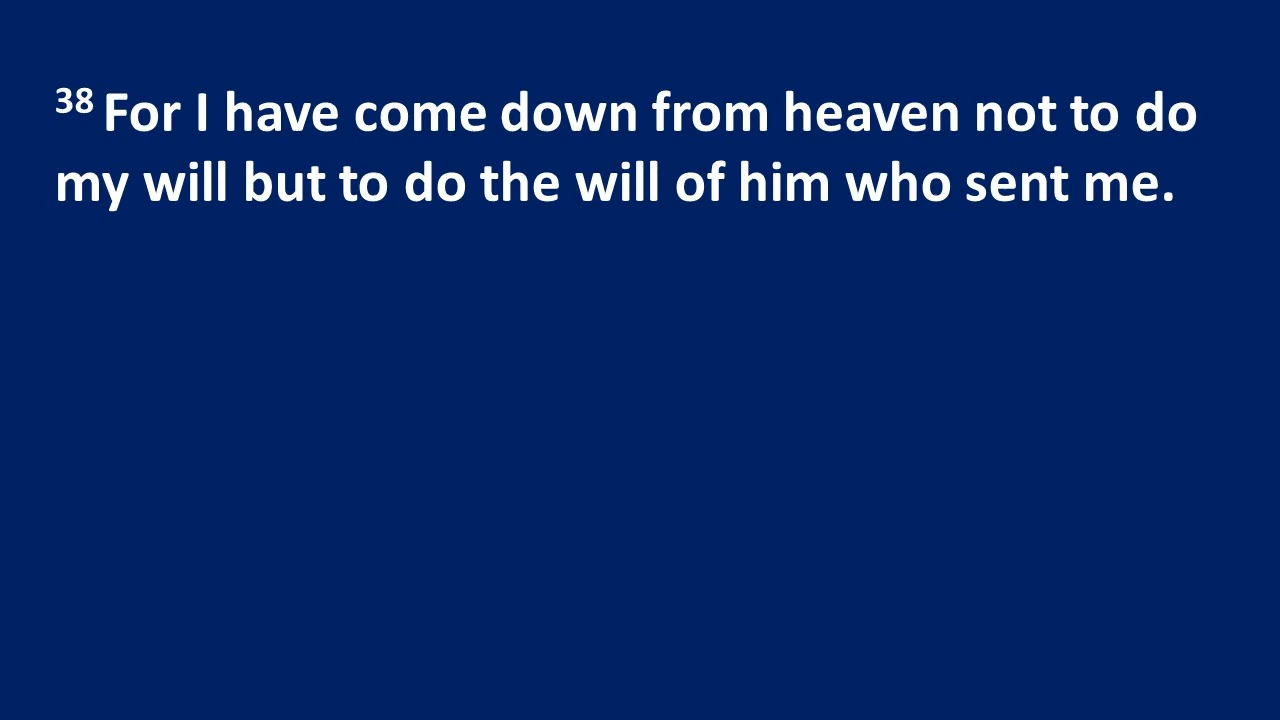 38 For I have come down from heaven not to do
my will but to do the will of him who sent me.